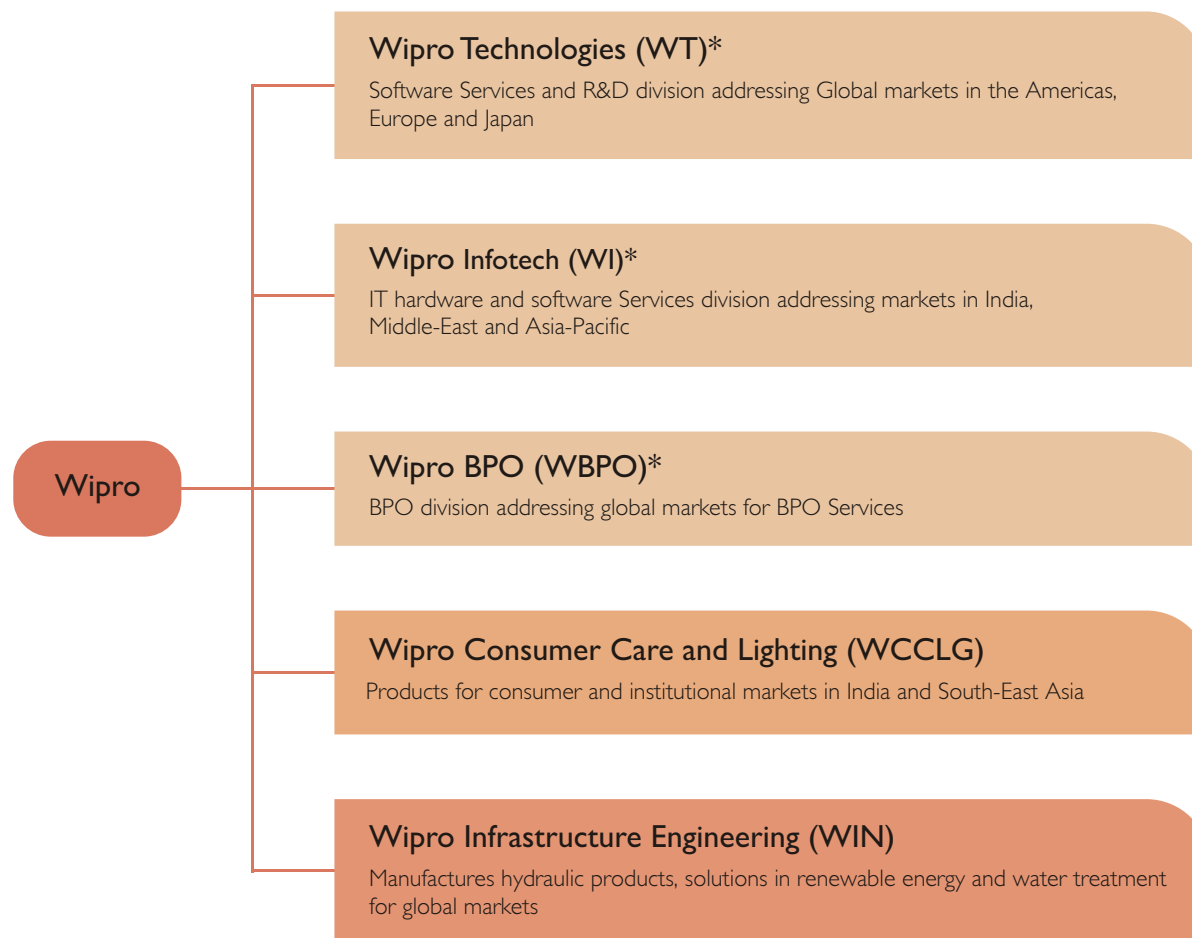 Wipro Technologies (WT)*
Software Services and R&D division addressing Global markets in the Americas,
Europe and Japan
Wipro Infotech (WI)*
IT hardware and software Services division addressing markets in India,
Middle-East and Asia-Pacific
Wipro
Wipro BPO (WBPO)*
BPO division addressing global markets for BPO Services
Wipro Consumer Care and Lighting (WCCLG)
Products for consumer and institutional markets in India and South-East Asia
Wipro Infrastructure Engineering (WIN)
Manufactures hydraulic products, solutions in renewable energy and water treatment
for global markets